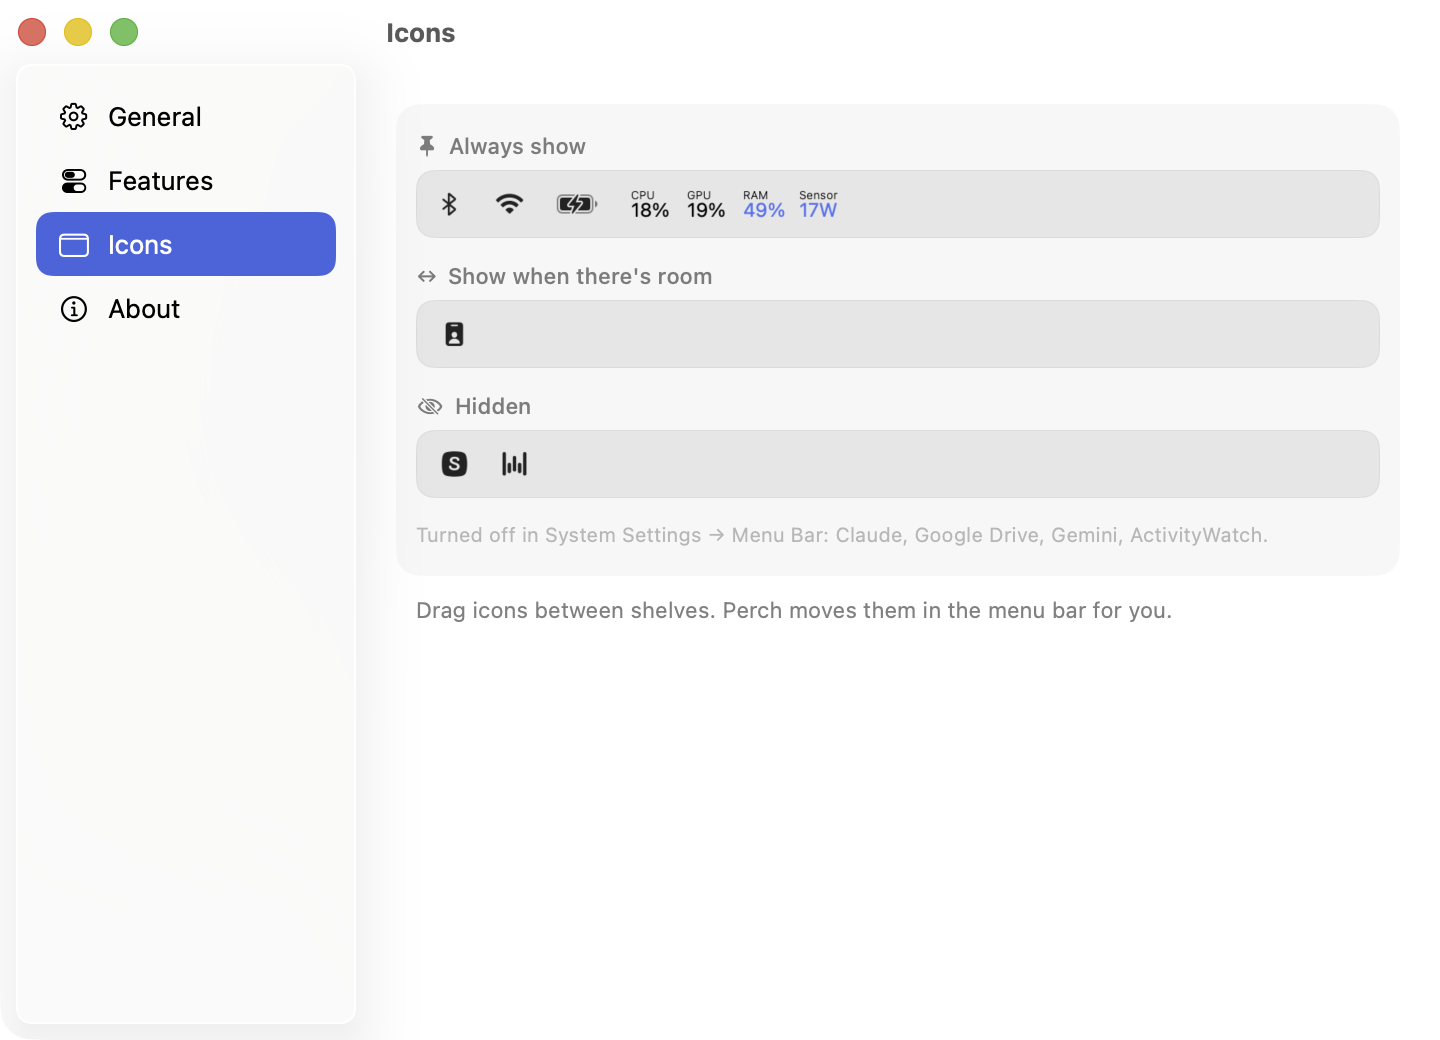 Icons
General
Features
Icons
About
Always show
CPU GPU RAM Sensor
18% 19% 49% 17W
Show when there's room
Hidden
S
Turned off in System Settings → Menu Bar: Claude, Google Drive, Gemini, ActivityWatch.
Drag icons between shelves. Perch moves them in the menu bar for you.